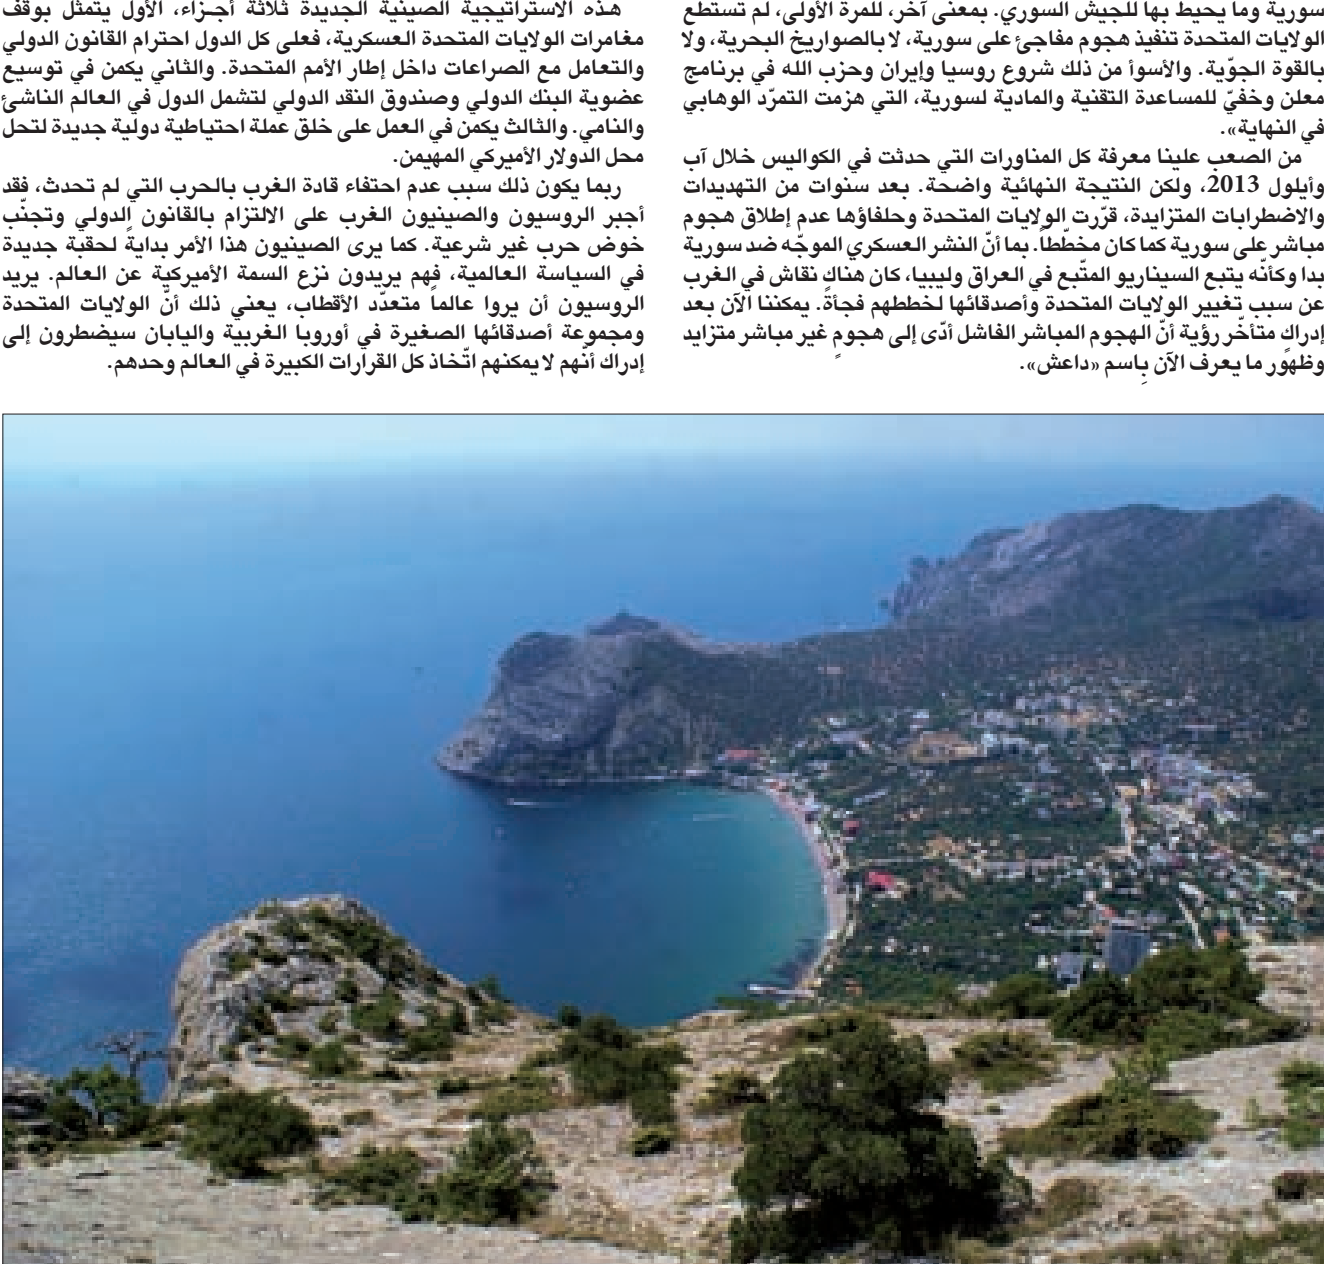 سورية وما يحيط بها للجيش السوري. بمعنى آخر، للمرة الأولى، لم تستطع
الولايات المتحدة تنفيذ هجوم مفاجئ على سورية، لا بالصواريخ البحرية، ولا
بالقوة الجوّية. والأسوأ من ذلك شروع روسيا وإيران وحزب الله في برنامج
معلن وخفيّ للمساعدة التقنية والمادية لسورية، التي هزمت التمرّد الوهابي
في النهاية».
من الصعب علينا معرفة كل المناورات التي حدثت في الكواليس خلال آب
وأيلول 2013، ولكن النتيجة النهائية واضحة. بعد سنوات من التهديدات
والاضطرابات المتزايدة، قرّرت الولايات المتحدة وحلفاؤها عدم إطلاق هجوم
مباشر على سورية كما كان مخطّطاً. بما أنّ النشر العسكري الموجّه ضد سورية
بدا وكأنّه يتبع السيناريو المتّبع في العراق وليبيا، كان هناك نقاش في الغرب
عن سبب تغيير الولايات المتحدة وأصدقائها لخططهم فجأة. يمكننا الآن بعد
إدراك متأخّر رؤية أنّ الهجوم المباشر الفاشل أدّى إلى هجومٍ غير مباشر متزايد
وظهور ما يعرف الآن بِاسم «داعش».
هذه الاستراتيجية الصينية الجديدة ثلاثة أجـزاء، الأول يتمثل بوقف
مغامرات الولايات المتحدة العسكرية، فعلى كل الدول احترام القانون الدولي
والتعامل مع الصراعات داخل إطار الأمم المتحدة. والثاني يكمن في توسيع
عضوية البنك الدولي وصندوق النقد الدولي لتشمل الدول في العالم الناشئ
والنامي. والثالث يكمن في العمل على خلق عملة احتياطية دولية جديدة لتحل
محل الدولار الأميركي المهيمن.
ربما يكون ذلك سبب عدم احتفاء قادة الغرب بالحرب التي لم تحدث، فقد
أجبر الروسيون والصينيون الغرب على الالتزام بالقانون الدولي وتجنّب
خوض حرب غير شرعية. كما يرى الصينيون هذا الأمر بدايةً لحقبة جديدة
في السياسة العالمية، فهم يريدون نزع السمة الأميركية عن العالم. يريد
الروسيون أن يروا عالماً متعدّد الأقطاب، يعني ذلك أنّ الولايات المتحدة
ومجموعة أصدقائها الصغيرة في أوروبا الغربية واليابان سيضطرون إلى
إدراك أنّهم لا يمكنهم اتّخاذ كل القرارات الكبيرة في العالم وحدهم.